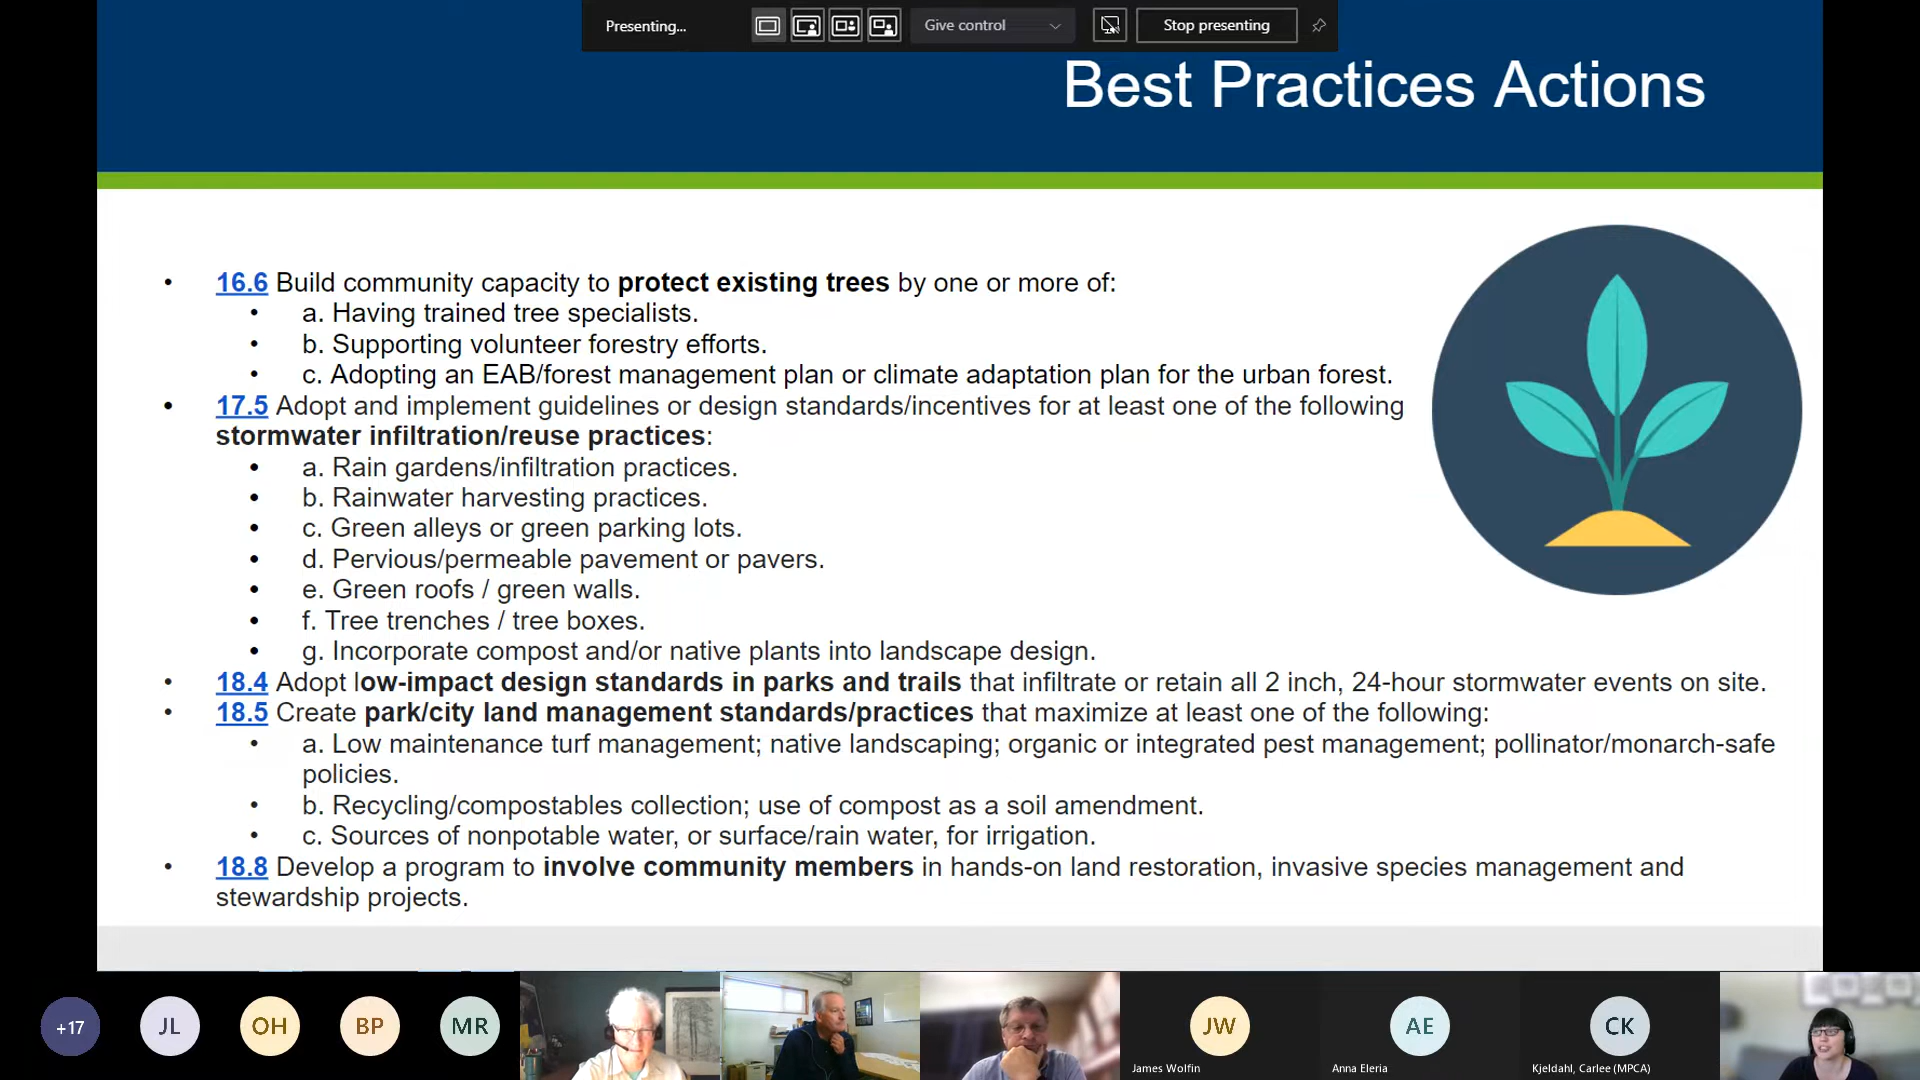 Presenting...
Give control
Stop presenting
Best Practices Actions
• 16.6 Build community capacity to protect existing trees by one or more of:
• a. Having trained tree specialists.
• b. Supporting volunteer forestry efforts.
• c. Adopting an EAB/forest management plan or climate adaptation plan for the urban forest.
• 17.5 Adopt and implement guidelines or design standards/incentives for at least one of the following
stormwater infiltration/reuse practices:
• a. Rain gardens/infiltration practices.
• b. Rainwater harvesting practices.
• c. Green alleys or green parking lots.
• d. Pervious/permeable pavement or pavers.
• e. Green roofs / green walls.
• f. Tree trenches / tree boxes.
• g. Incorporate compost and/or native plants into landscape design.
• 18.4 Adopt low-impact design standards in parks and trails that infiltrate or retain all 2 inch, 24-hour stormwater events on site.
• 18.5 Create park/city land management standards/practices that maximize at least one of the following:
• a. Low maintenance turf management; native landscaping; organic or integrated pest management; pollinator/monarch-safe
policies.
• b. Recycling/compostables collection; use of compost as a soil amendment.
• c. Sources of nonpotable water, or surface/rain water, for irrigation.
• 18.8 Develop a program to involve community members in hands-on land restoration, invasive species management and
stewardship projects.
+17
JL
OH
BP
MR
JW
James Wolfin
AE
Anna Eleria
CK
Kjeldahl, Carlee (MPCA)